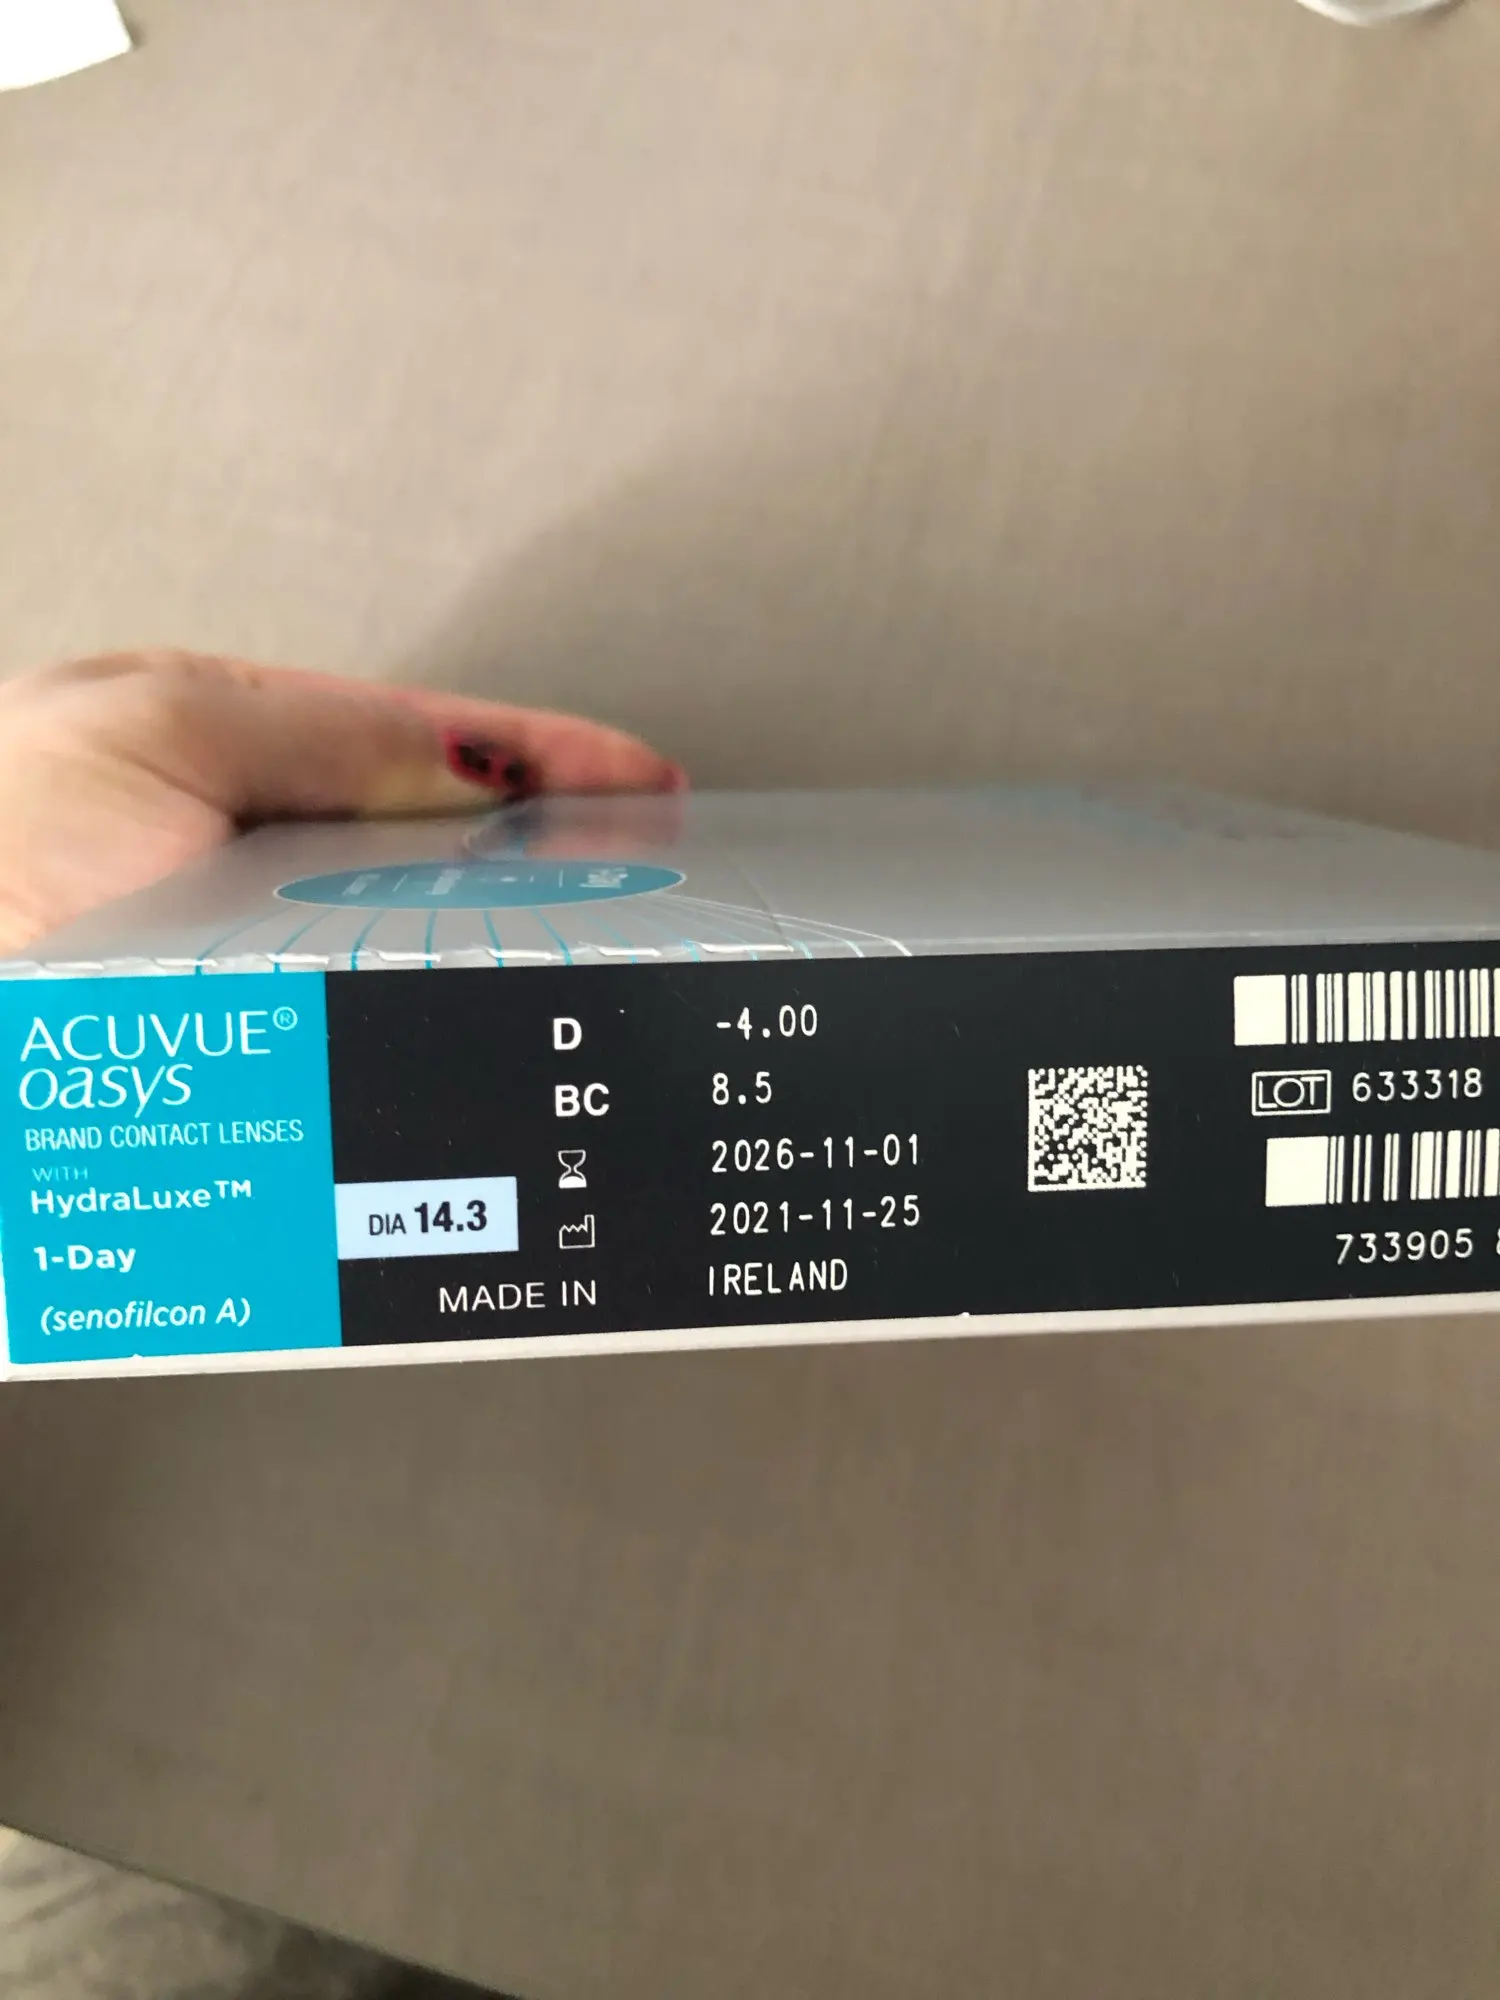 ACUVUE®
oasys
BRAND CONTACT LENSES
WITH
HydraLuxe™
1-Day
(senofilcon A)
DIA 14.3
D -4.00
BC 8.5
2026-11-01
2021-11-25
MADE IN IRELAND
LOT 633318
733905